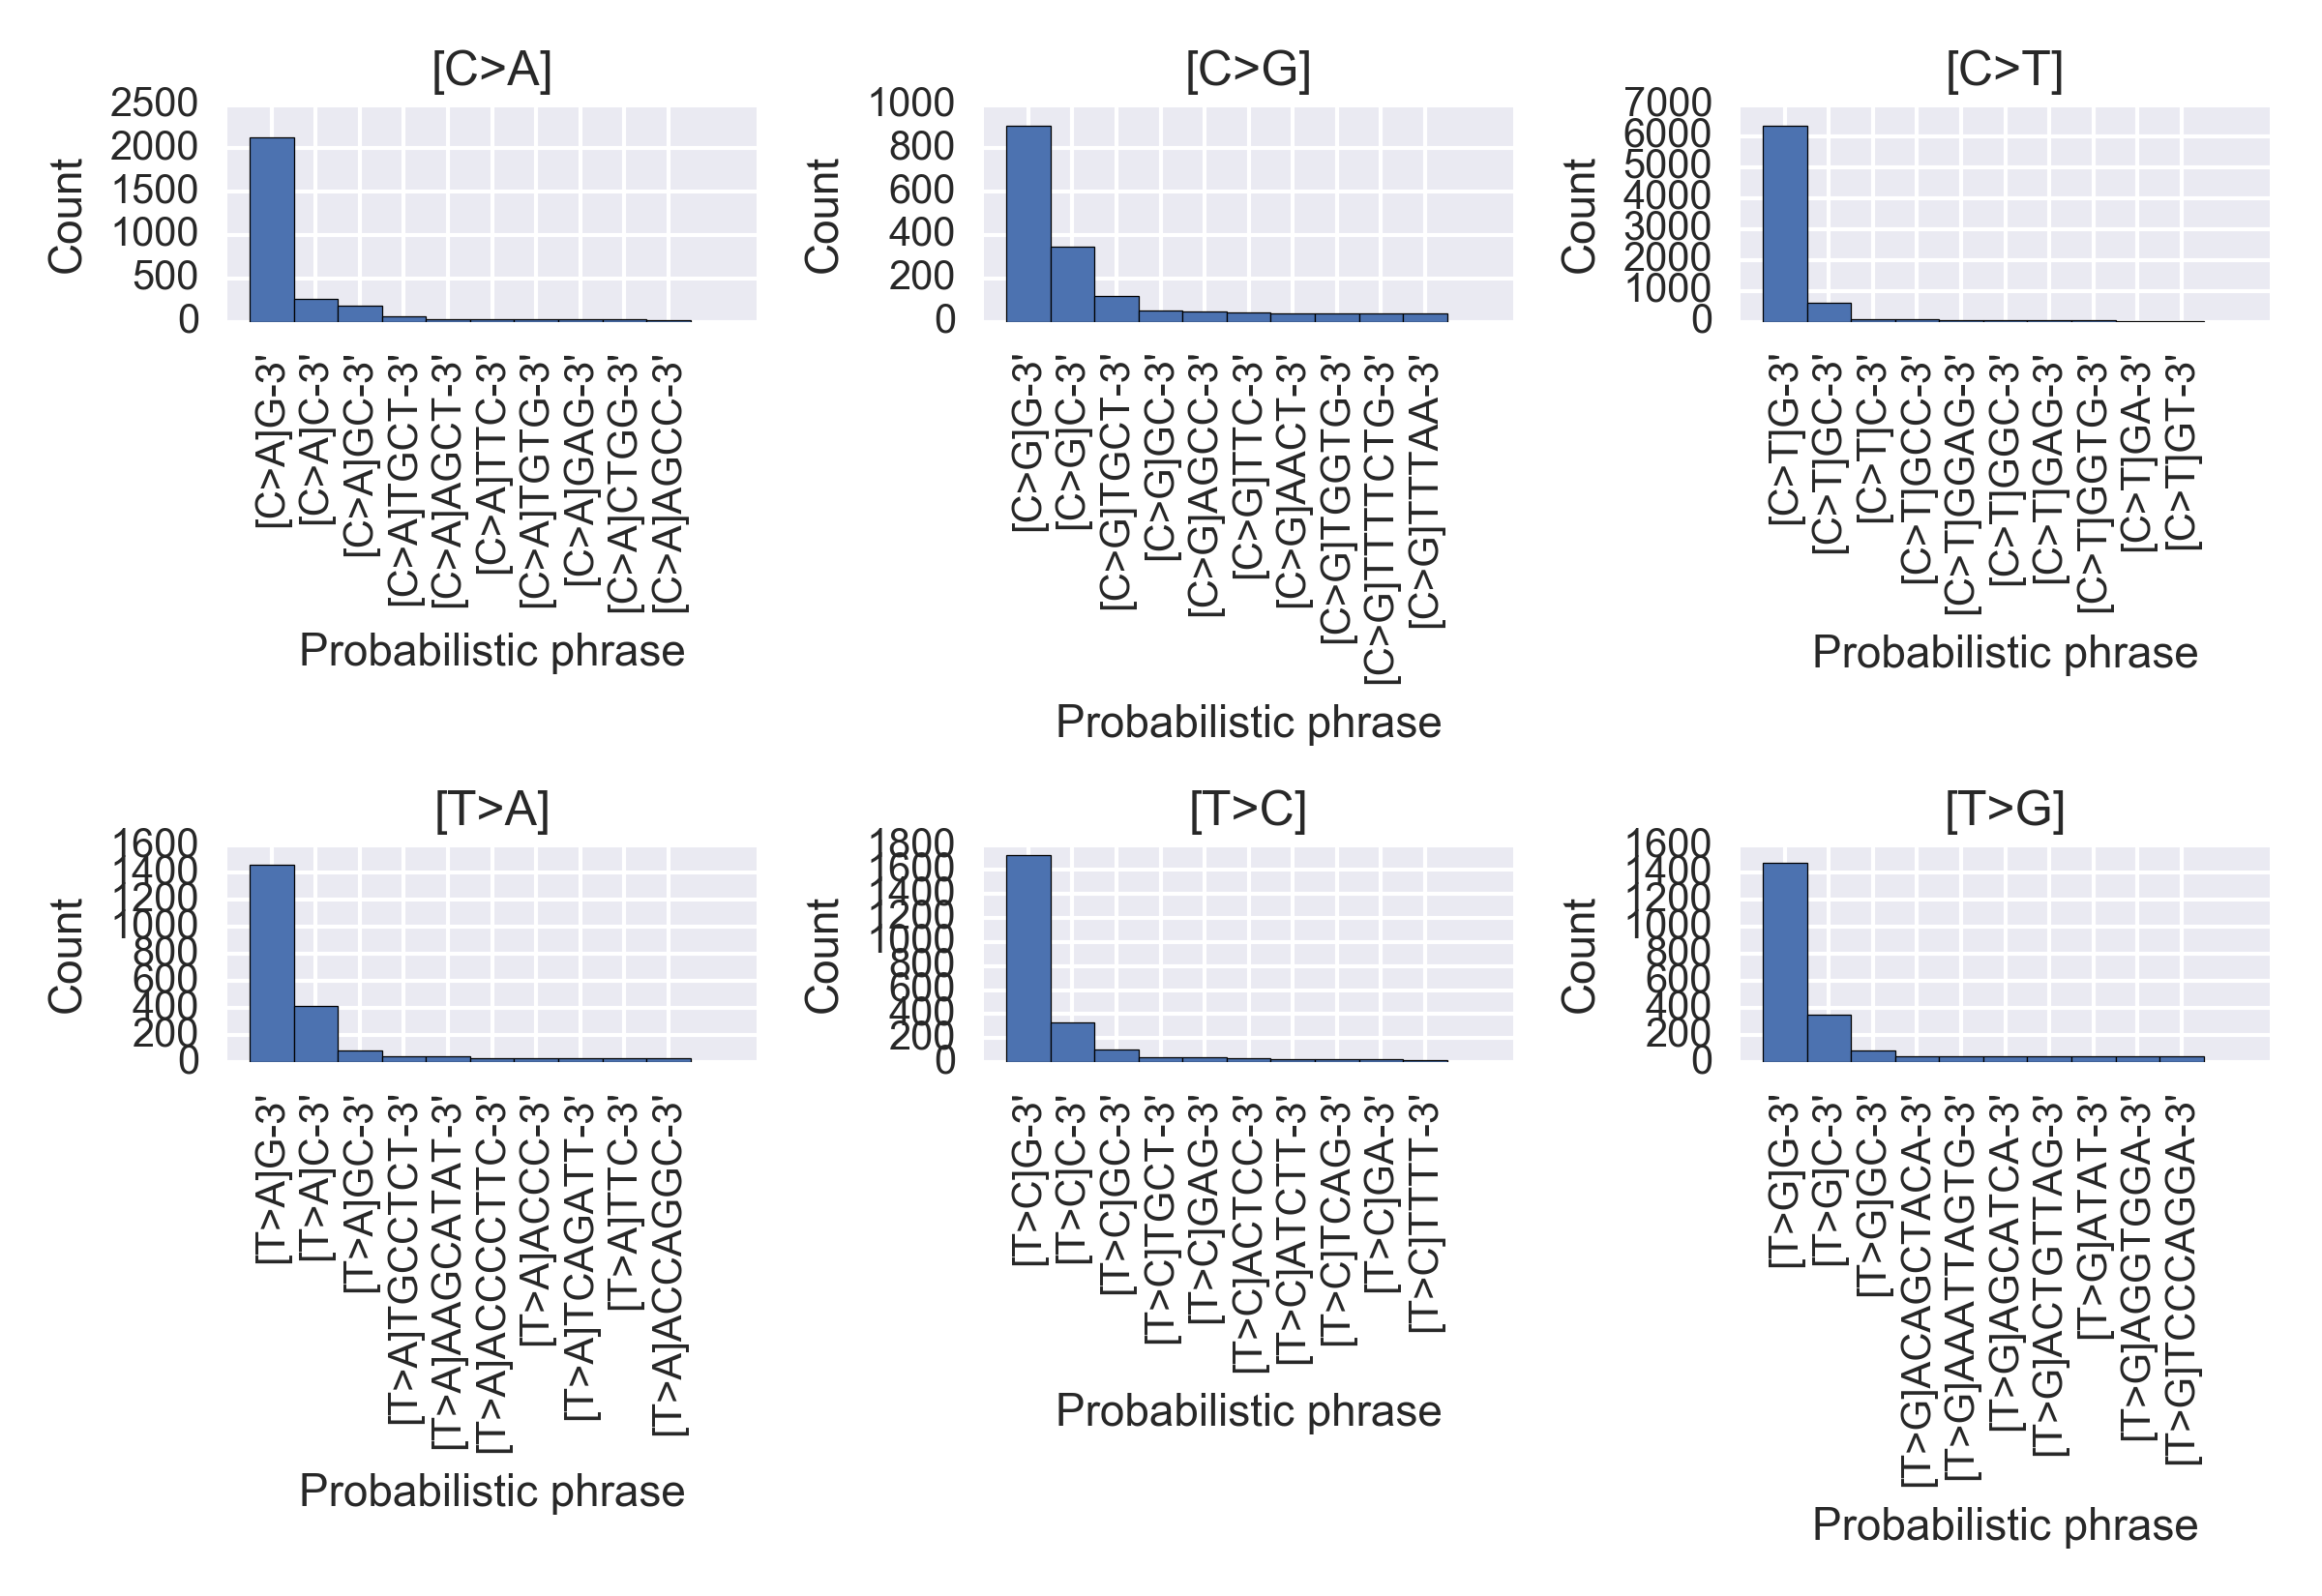 [C>A]
2500
2000
1500
1000
500
0
Count
[C>A]G-3'
[C>A]C-3'
[C>A]GC-3'
[C>A]TGCT-3'
[C>A]AGCT-3'
[C>A]TTC-3'
[C>A]TGTG-3'
[C>A]GAG-3'
[C>A]CTGG-3'
[C>A]AGCC-3'
Probabilistic phrase
[C>G]
1000
800
600
400
200
0
Count
[C>G]G-3'
[C>G]C-3'
[C>G]TGCT-3'
[C>G]GC-3'
[C>G]AGCC-3'
[C>G]TTC-3'
[C>G]AACT-3'
[C>G]TGGTG-3'
[C>G]TTTTCTG-3'
[C>G]TTTAA-3'
Probabilistic phrase
[C>T]
7000
6000
5000
4000
3000
2000
1000
0
Count
[C>T]G-3'
[C>T]GC-3'
[C>T]C-3'
[C>T]GCC-3'
[C>T]GGAG-3'
[C>T]GGC-3'
[C>T]GAG-3'
[C>T]GGTG-3'
[C>T]GA-3'
[C>T]GT-3'
Probabilistic phrase
[T>A]
1600
1400
1200
1000
800
600
400
200
0
Count
[T>A]G-3'
[T>A]C-3'
[T>A]GC-3'
[T>A]TGCCTCT-3'
[T>A]AAGCATAT-3'
[T>A]ACCCCTTC-3'
[T>A]ACCC-3'
[T>A]TCAGATT-3'
[T>A]TTC-3'
[T>A]ACCAGGC-3'
Probabilistic phrase
[T>C]
1800
1600
1400
1200
1000
800
600
400
200
0
Count
[T>C]G-3'
[T>C]C-3'
[T>C]GC-3'
[T>C]TGCT-3'
[T>C]GAG-3'
[T>C]ACTCC-3'
[T>C]ATCTT-3'
[T>C]TCAG-3'
[T>C]GA-3'
[T>C]TTT-3'
Probabilistic phrase
[T>G]
1600
1400
1200
1000
800
600
400
200
0
Count
[T>G]G-3'
[T>G]C-3'
[T>G]GC-3'
[T>G]ACAGCTACA-3'
[T>G]AAATTAGTG-3'
[T>G]AGCATCA-3'
[T>G]ACTGTTAG-3'
[T>G]ATAT-3'
[T>G]AGGTGGA-3'
[T>G]TCCCAGGA-3'
Probabilistic phrase